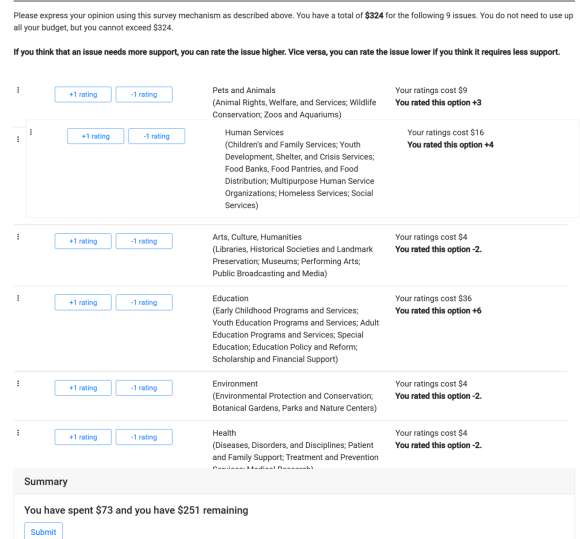 Please express your opinion using this survey mechanism as described above. You have a total of $324 for the following 9 issues. You do not need to use up
all your budget, but you cannot exceed $324.
If you think that an issue needs more support, you can rate the issue higher. Vice versa, you can rate the issue lower if you think it requires less support.
+1 rating -1 rating Pets and Animals Your ratings cost $9
(Animal Rights, Welfare, and Services; Wildlife You rated this option +3
Conservation; Zoos and Aquariums)
+1 rating -1 rating Human Services Your ratings cost $16
(Children's and Family Services; Youth You rated this option +4
Development, Shelter, and Crisis Services;
Food Banks, Food Pantries, and Food
Distribution; Multipurpose Human Service
Organizations; Homeless Services; Social
Services)
+1 rating -1 rating Arts, Culture, Humanities Your ratings cost $4
(Libraries, Historical Societies and Landmark You rated this option -2.
Preservation; Museums; Performing Arts;
Public Broadcasting and Media)
+1 rating -1 rating Education Your ratings cost $36
(Early Childhood Programs and Services; You rated this option +6
Youth Education Programs and Services; Adult
Education Programs and Services; Special
Education; Education Policy and Reform;
Scholarship and Financial Support)
+1 rating -1 rating Environment Your ratings cost $4
(Environmental Protection and Conservation; You rated this option -2.
Botanical Gardens, Parks and Nature Centers)
+1 rating -1 rating Health Your ratings cost $4
(Diseases, Disorders, and Disciplines; Patient You rated this option -2.
and Family Support; Treatment and Prevention
Services; Medical Research)
Summary
You have spent $73 and you have $251 remaining
Submit